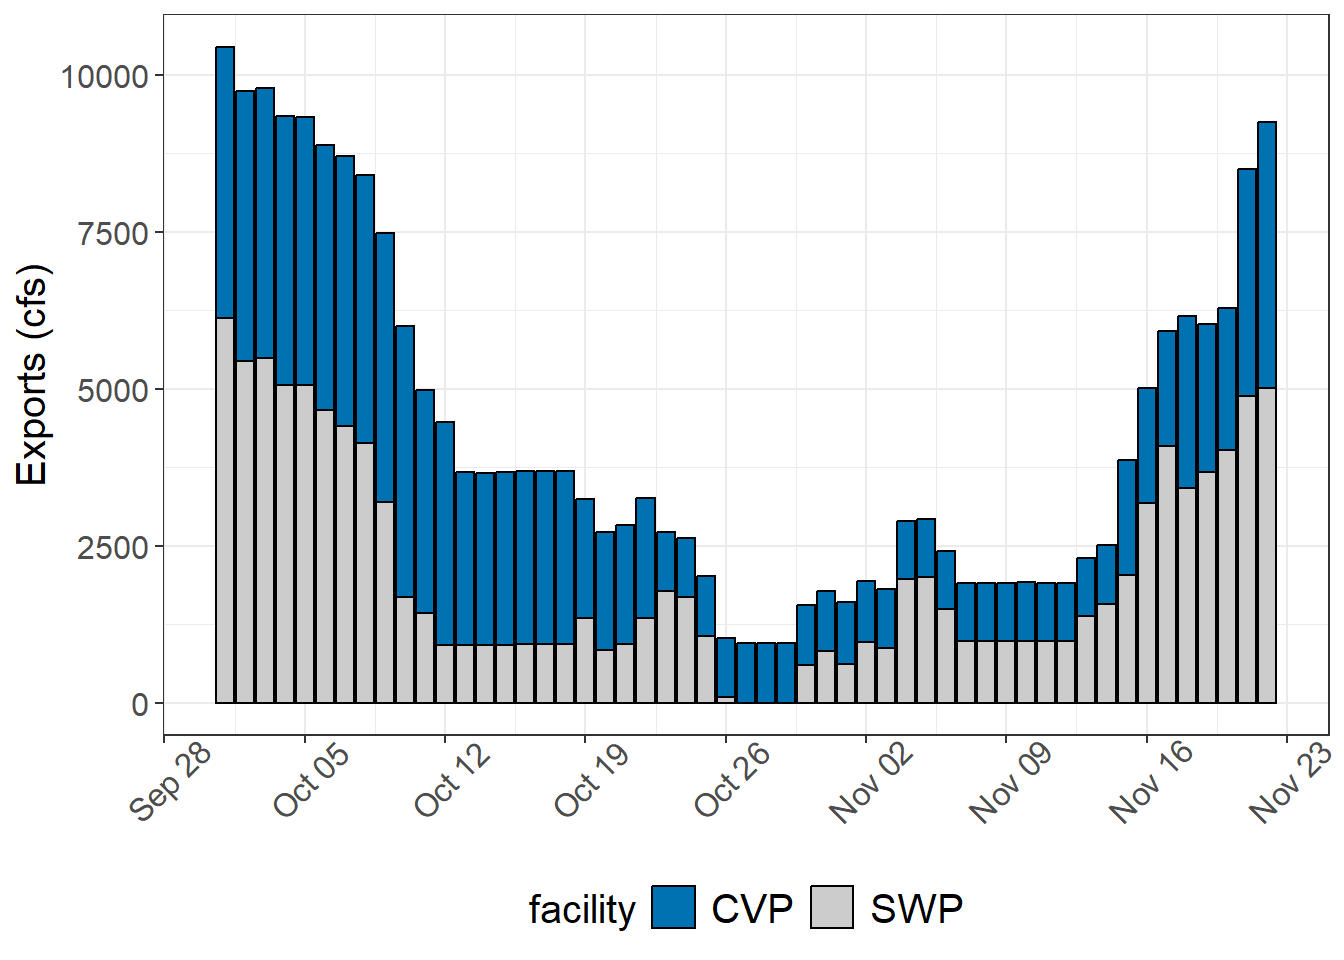 Exports (cfs)
10000
7500
5000
2500
0
Sep 28
Oct 05
Oct 12
Oct 19
Oct 26
Nov 02
Nov 09
Nov 16
Nov 23
facility CVP SWP